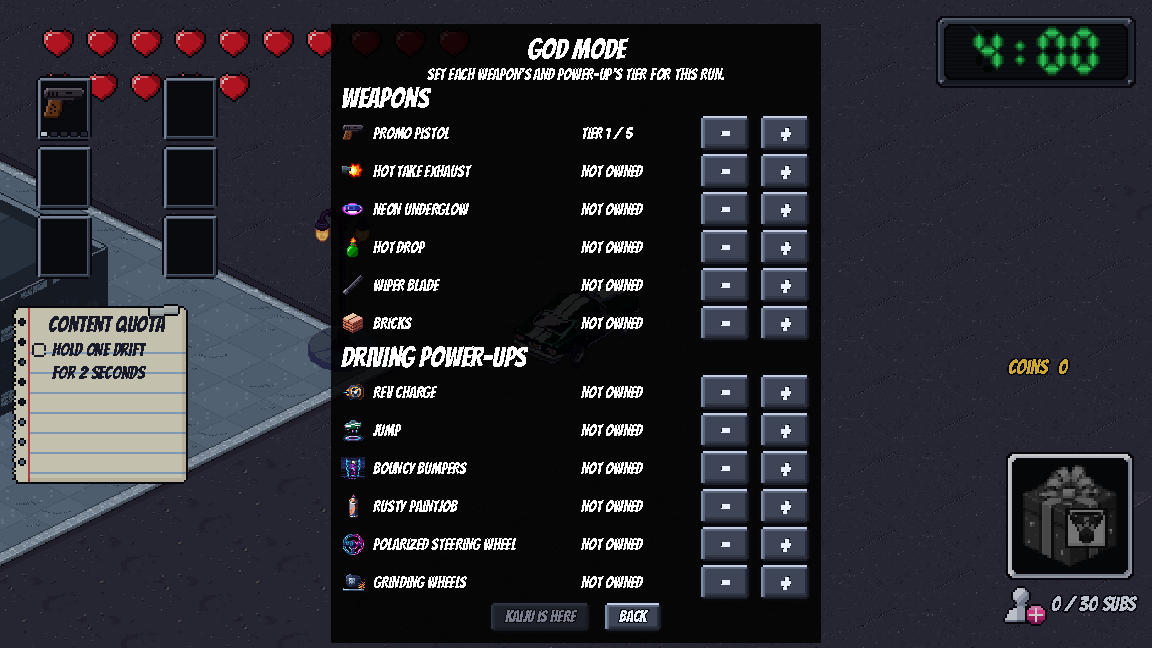 GOD MODE
SET EACH WEAPON'S AND POWER-UP'S TIER FOR THIS RUN.
WEAPONS
PROMO PISTOL TIER 1 / 5 - +
HOT TAKE EXHAUST NOT OWNED - +
NEON UNDERGLOW NOT OWNED - +
HOT DROP NOT OWNED - +
WIPER BLADE NOT OWNED - +
BRICKS NOT OWNED - +
DRIVING POWER-UPS
REV CHARGE NOT OWNED - +
JUMP NOT OWNED - +
BOUNCY BUMPERS NOT OWNED - +
RUSTY PAINTJOB NOT OWNED - +
POLARIZED STEERING WHEEL NOT OWNED - +
GRINDING WHEELS NOT OWNED - +
KAIJU IS HERE BACK
4:00
CONTENT QUOTA
HOLD ONE DRIFT
FOR 2 SECONDS
COINS 0
0 / 30 SUBS